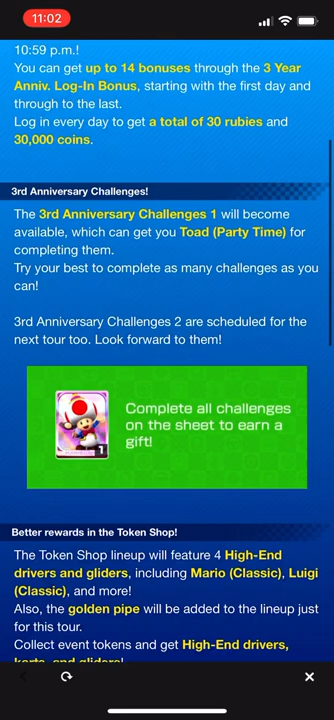 11:02
10:59 p.m.!
You can get up to 14 bonuses through the 3 Year
Anniv. Log-In Bonus, starting with the first day and
through to the last.
Log in every day to get a total of 30 rubies and
30,000 coins.
3rd Anniversary Challenges!
The 3rd Anniversary Challenges 1 will become
available, which can get you Toad (Party Time) for
completing them.
Try your best to complete as many challenges as you
can!
3rd Anniversary Challenges 2 are scheduled for the
next tour too. Look forward to them!
Complete all challenges
on the sheet to earn a
gift!
1
Better rewards in the Token Shop!
The Token Shop lineup will feature 4 High-End
drivers and gliders, including Mario (Classic), Luigi
(Classic), and more!
Also, the golden pipe will be added to the lineup just
for this tour.
Collect event tokens and get High-End drivers,
karts, and gliders!